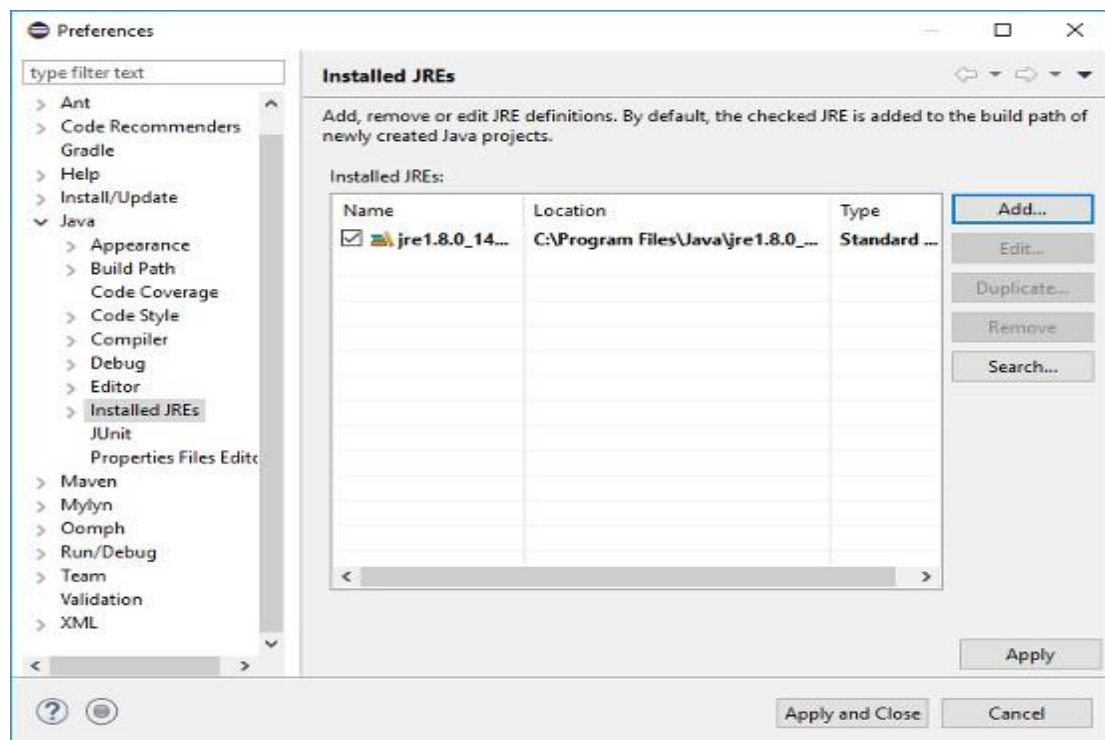 Preferences
type filter text
Ant
Code Recommenders
Gradle
Help
Install/Update
Java
Appearance
Build Path
Code Coverage
Code Style
Compiler
Debug
Editor
Installed JREs
JUnit
Properties Files Edito
Maven
Mylyn
Oomph
Run/Debug
Team
Validation
XML
Installed JREs
Add, remove or edit JRE definitions. By default, the checked JRE is added to the build path of
newly created Java projects.
Installed JREs:
Name Location Type
jre1.8.0_14... C:\Program Files\Java\jre1.8.0_... Standard ...
Add...
Edit...
Duplicate...
Remove
Search...
Apply
? Apply and Close Cancel